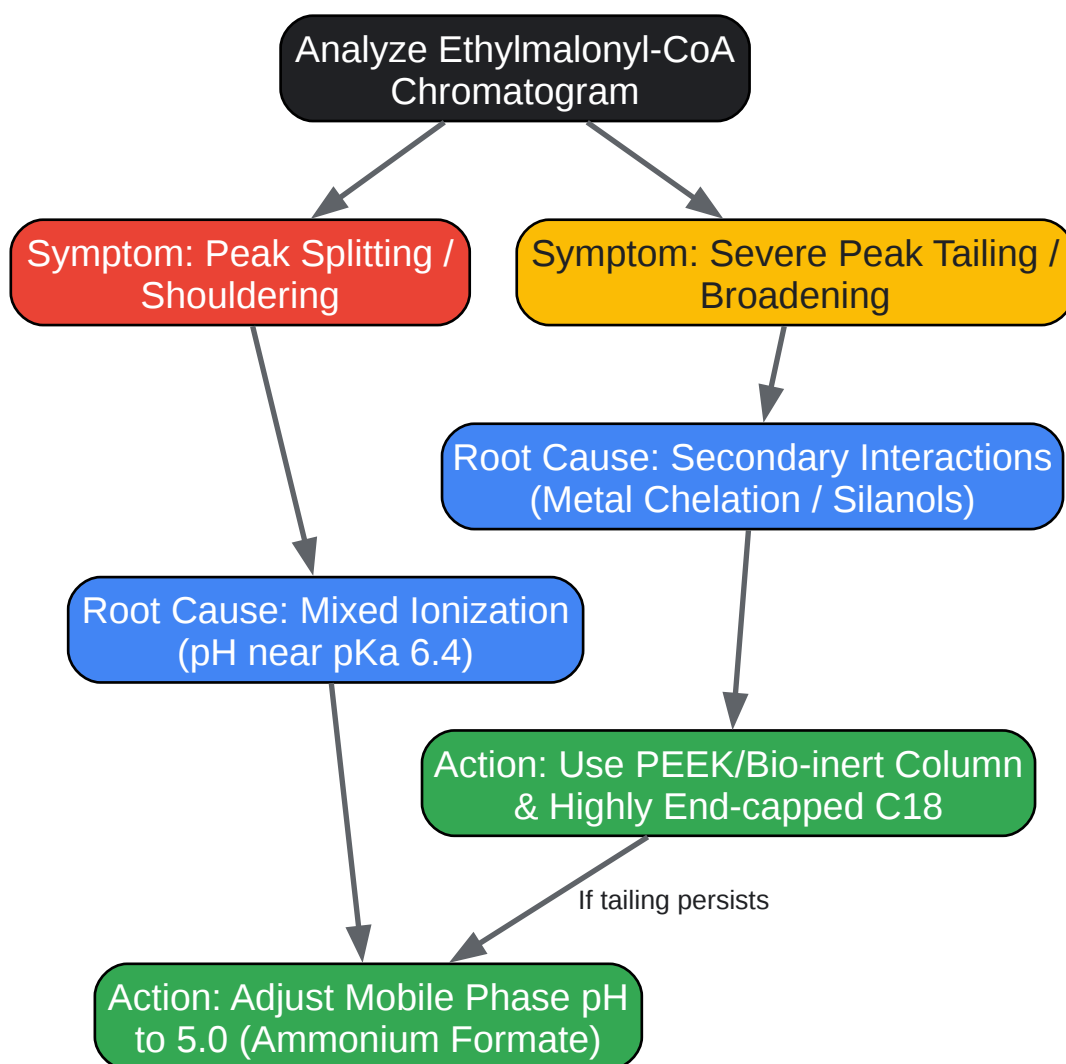 Analyze Ethylmalonyl-CoA
Chromatogram
Symptom: Peak Splitting /
Shouldering
Symptom: Severe Peak Tailing /
Broadening
Root Cause: Secondary Interactions
(Metal Chelation / Silanols)
Root Cause: Mixed Ionization
(pH near pKa 6.4)
Action: Use PEEK/Bio-inert Column
& Highly End-capped C18
If tailing persists
Action: Adjust Mobile Phase pH
to 5.0 (Ammonium Formate)